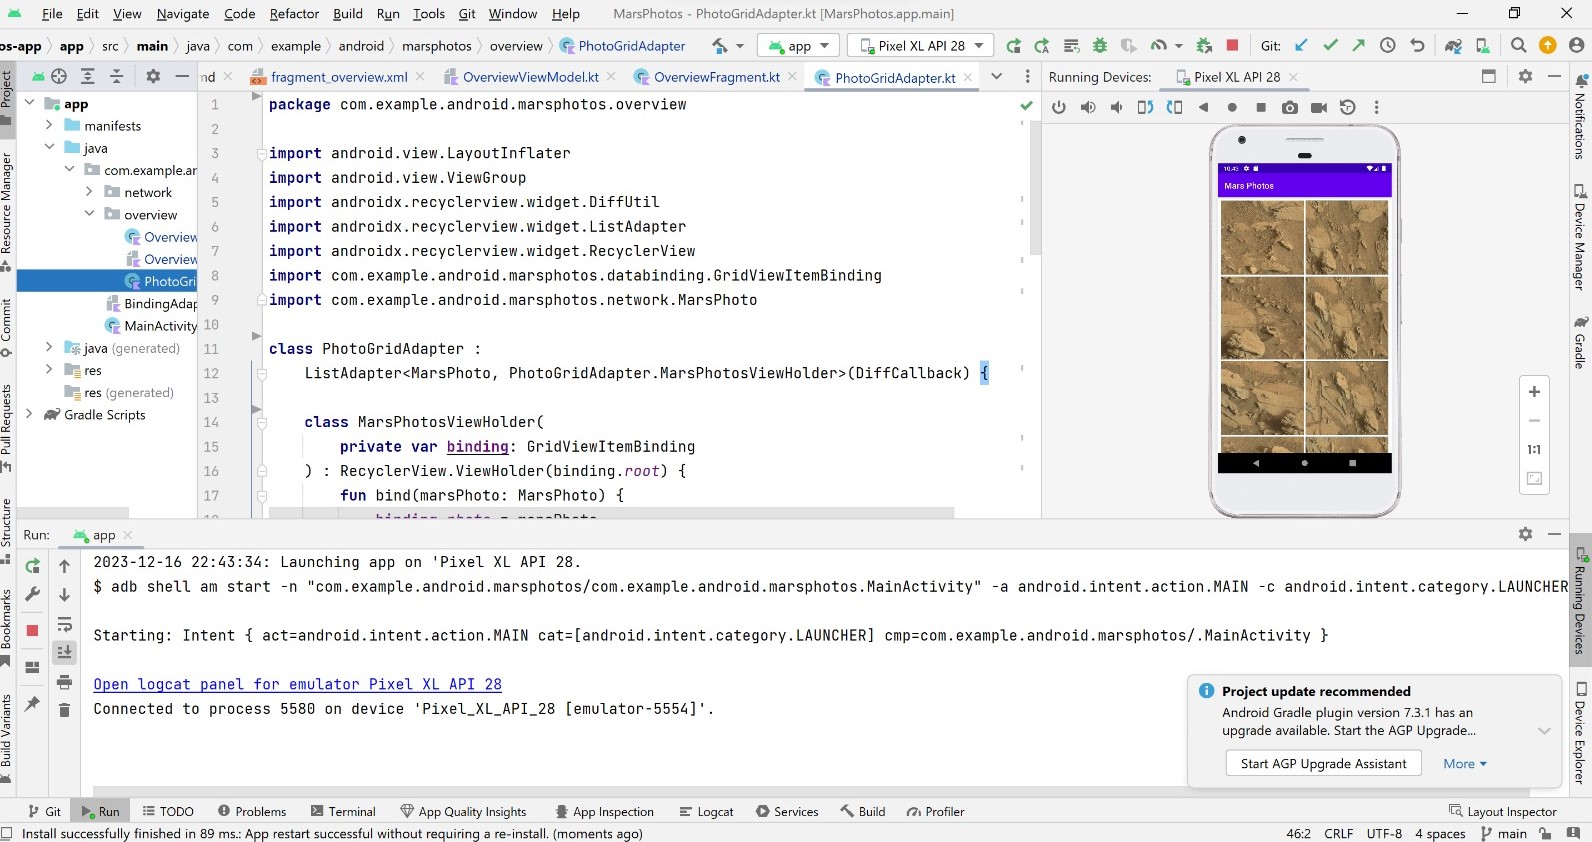 File Edit View Navigate Code Refactor Build Run Tools Git Window Help MarsPhotos - PhotoGridAdapter.kt [MarsPhotos.app.main]
os-app app src main java com example android marsphotos overview PhotoGridAdapter app Pixel XL API 28 Git:
fragment_overview.xml OverviewViewModel.kt OverviewFragment.kt PhotoGridAdapter.kt Running Devices: Pixel XL API 28
Project
Resource Manager
Commit
Pull Requests
Structure
Bookmarks
Build Variants
app
manifests
java
com.example.ar
network
overview
Overview
Overview
PhotoGri
BindingAdap
MainActivity
java (generated)
res
res (generated)
Gradle Scripts
1 package com.example.android.marsphotos.overview
2
3 import android.view.LayoutInflater
4 import android.view.ViewGroup
5 import androidx.recyclerview.widget.DiffUtil
6 import androidx.recyclerview.widget.ListAdapter
7 import androidx.recyclerview.widget.RecyclerView
8 import com.example.android.marsphotos.databinding.GridViewItemBinding
9 import com.example.android.marsphotos.network.MarsPhoto
10
11 class PhotoGridAdapter :
12 ListAdapter<MarsPhoto, PhotoGridAdapter.MarsPhotosViewHolder>(DiffCallback) {
13
14 class MarsPhotosViewHolder(
15 private var binding: GridViewItemBinding
16 ) : RecyclerView.ViewHolder(binding.root) {
17 fun bind(marsPhoto: MarsPhoto) {
10:43
Mars Photos
1:1
Notifications
Device Manager
Gradle
Running Devices
Device Explorer
Run: app
2023-12-16 22:43:34: Launching app on 'Pixel XL API 28.
$ adb shell am start -n "com.example.android.marsphotos/com.example.android.marsphotos.MainActivity" -a android.intent.action.MAIN -c android.intent.category.LAUNCHER
Starting: Intent { act=android.intent.action.MAIN cat=[android.intent.category.LAUNCHER] cmp=com.example.android.marsphotos/.MainActivity }
Open logcat panel for emulator Pixel XL API 28
Connected to process 5580 on device 'Pixel_XL_API_28 [emulator-5554]'.
Project update recommended
Android Gradle plugin version 7.3.1 has an
upgrade available. Start the AGP Upgrade...
Start AGP Upgrade Assistant More
Git Run TODO Problems Terminal App Quality Insights App Inspection Logcat Services Build Profiler Layout Inspector
Install successfully finished in 89 ms.: App restart successful without requiring a re-install. (moments ago) 46:2 CRLF UTF-8 4 spaces main